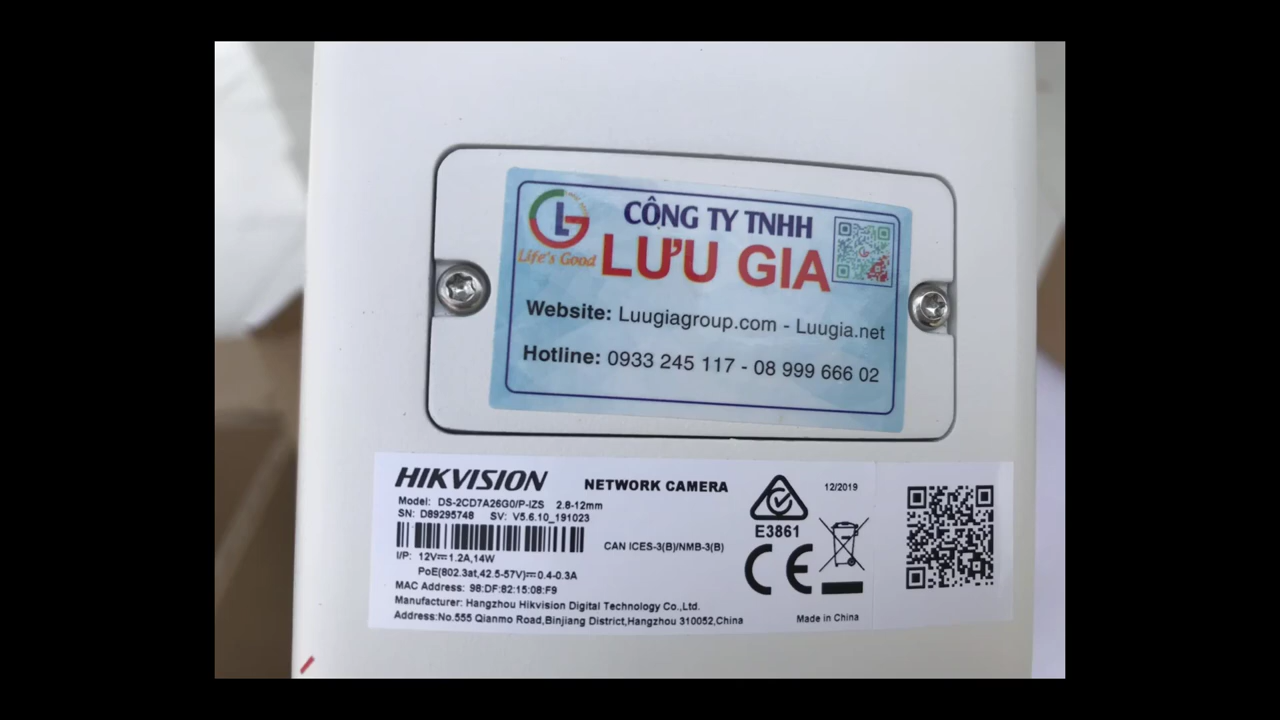 CÔNG TY TNHH
LƯU GIA
Life's Good
Website: Luugiagroup.com - Luugia.net
Hotline: 0933 245 117 - 08 999 666 02
HIKVISION NETWORK CAMERA
12/2019
Model: DS-2CD7A26G0/P-IZS 2.8-12mm
SN: D89295748 SV: V5.6.10_191023
E3861
CAN ICES-3(B)/NMB-3(B)
I/P: 12V⎓1.2A,14W
PoE(802.3at,42.5-57V)⎓0.4-0.3A
CE
MAC Address: 98:DF:82:15:08:F9
Manufacturer: Hangzhou Hikvision Digital Technology Co.,Ltd.
Address:No.555 Qianmo Road,Binjiang District,Hangzhou 310052,China
Made in China